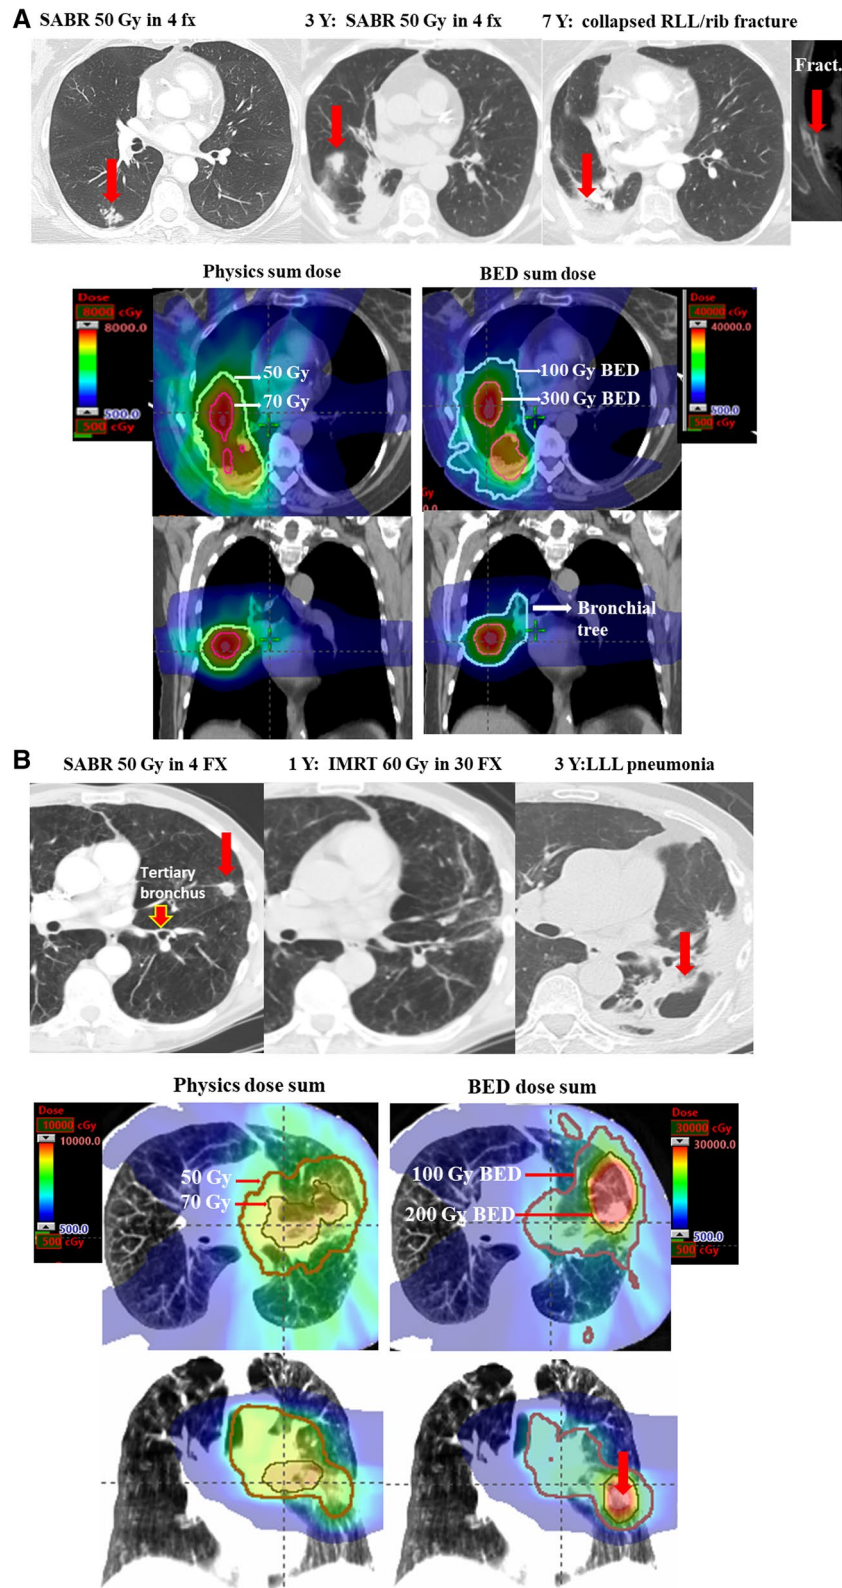 A
SABR 50 Gy in 4 fx
3 Y: SABR 50 Gy in 4 fx
7 Y: collapsed RLL/rib fracture
Fract.
Physics sum dose
BED sum dose
Dose
8000 cGy
8000.0
500.0
500 cGy
50 Gy
70 Gy
100 Gy BED
300 Gy BED
Dose
40000 cGy
40000.0
500.0
500 cGy
Bronchial
tree
B
SABR 50 Gy in 4 FX
1 Y: IMRT 60 Gy in 30 FX
3 Y:LLL pneumonia
Tertiary
bronchus
Physics dose sum
BED dose sum
Dose
10000 cGy
10000.0
500.0
500 cGy
50 Gy
70 Gy
100 Gy BED
200 Gy BED
Dose
30000 cGy
30000.0
500.0
500 cGy